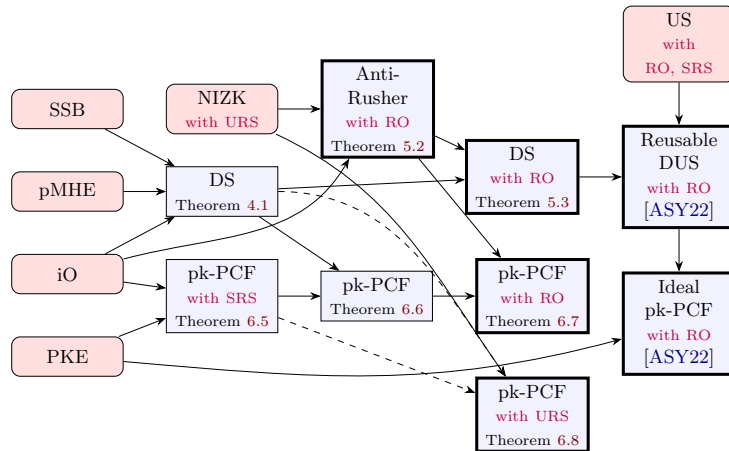 US
with
RO, SRS
Anti-
Rusher
with RO
Theorem 5.2
NIZK
with URS
SSB
DS
with RO
Theorem 5.3
Reusable
DUS
with RO
[ASY22]
pMHE
DS
Theorem 4.1
iO
pk-PCF
with SRS
Theorem 6.5
pk-PCF
Theorem 6.6
pk-PCF
with RO
Theorem 6.7
Ideal
pk-PCF
with RO
[ASY22]
PKE
pk-PCF
with URS
Theorem 6.8